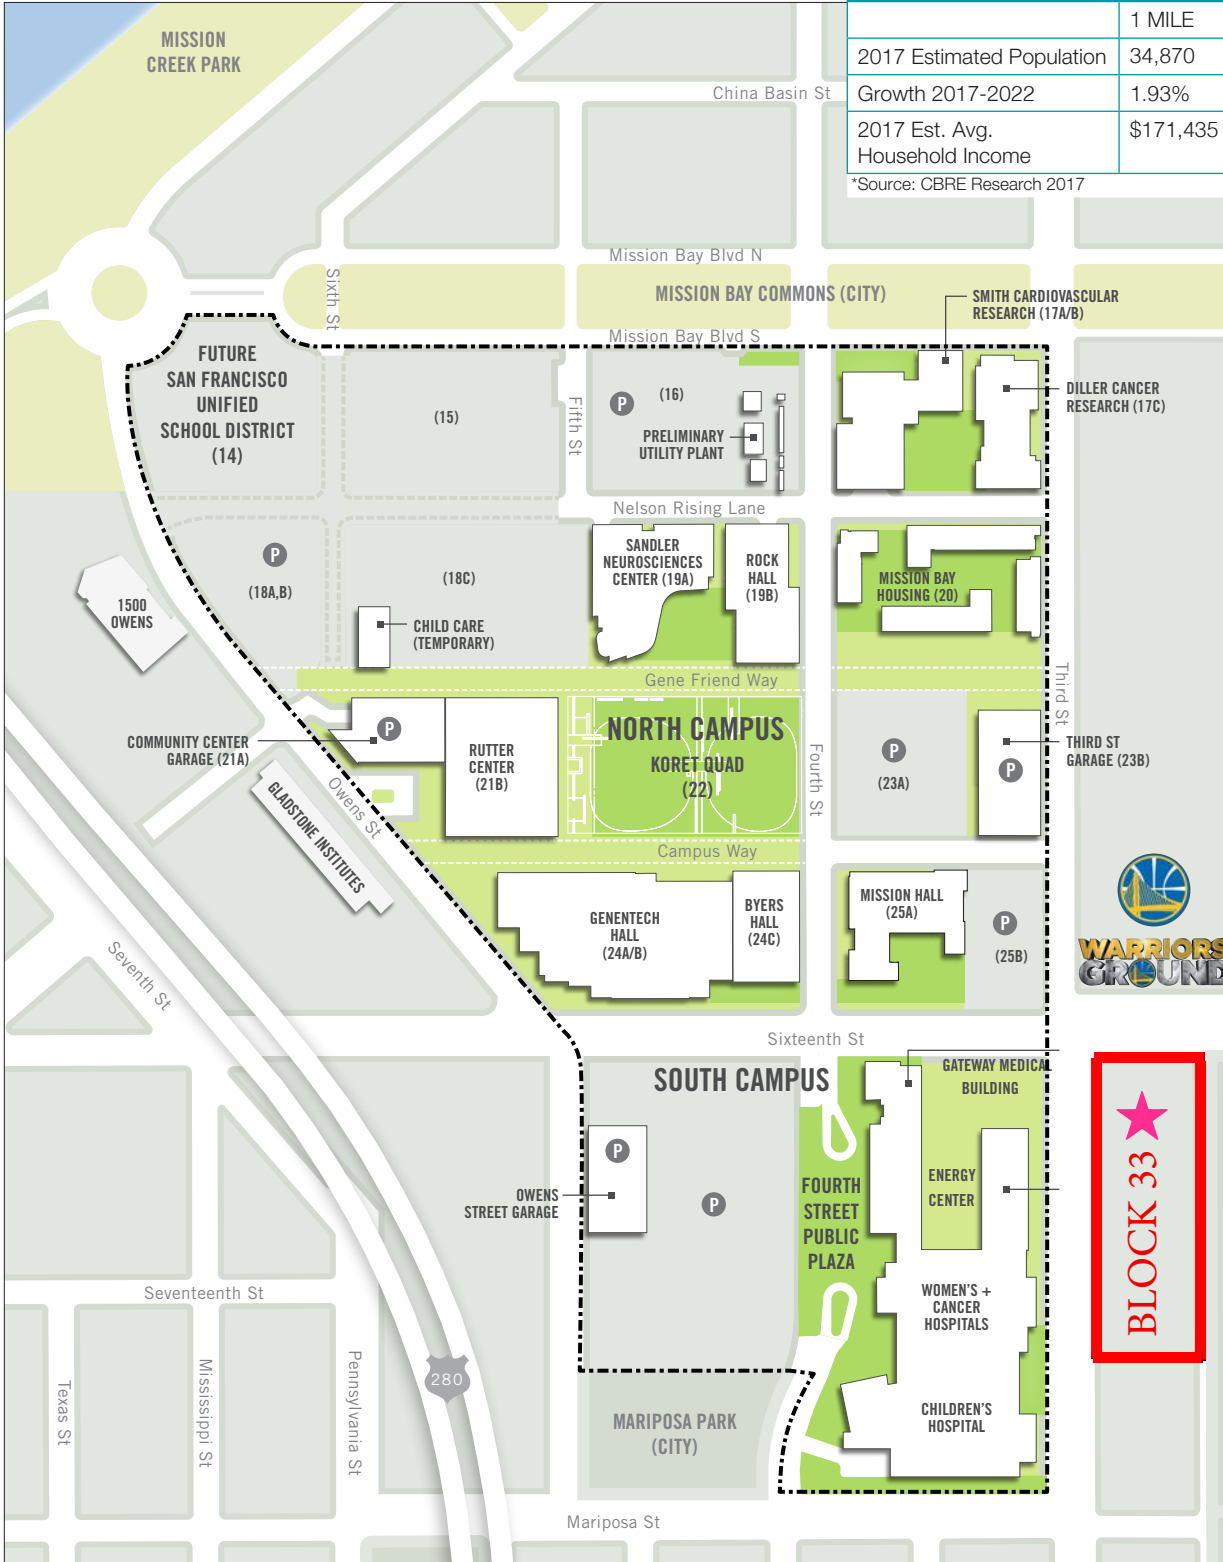 1 MILE
2017 Estimated Population 34,870
Growth 2017-2022 1.93%
2017 Est. Avg.
Household Income $171,435
*Source: CBRE Research 2017
MISSION
CREEK PARK
China Basin St
Mission Bay Blvd N
Sixth St
MISSION BAY COMMONS (CITY)
SMITH CARDIOVASCULAR
RESEARCH (17A/B)
Mission Bay Blvd S
FUTURE
SAN FRANCISCO
UNIFIED
SCHOOL DISTRICT
(14)
(15)
Fifth St
P
(16)
PRELIMINARY
UTILITY PLANT
DILLER CANCER
RESEARCH (17C)
Nelson Rising Lane
P
(18A,B)
(18C)
SANDLER
NEUROSCIENCES
CENTER (19A)
ROCK
HALL
(19B)
MISSION BAY
HOUSING (20)
1500
OWENS
CHILD CARE
(TEMPORARY)
Gene Friend Way
Third St
COMMUNITY CENTER
GARAGE (21A)
P
RUTTER
CENTER
(21B)
NORTH CAMPUS
KORET QUAD
(22)
Fourth St
P
(23A)
P
THIRD ST
GARAGE (23B)
Owens St
GLADSTONE INSTITUTES
Campus Way
GENENTECH
HALL
(24A/B)
BYERS
HALL
(24C)
MISSION HALL
(25A)
P
(25B)
WARRIORS
GROUND
Seventh St
Sixteenth St
SOUTH CAMPUS
GATEWAY MEDICAL
BUILDING
P
OWENS
STREET GARAGE
P
FOURTH
STREET
PUBLIC
PLAZA
ENERGY
CENTER
BLOCK 33
Seventeenth St
WOMEN'S +
CANCER
HOSPITALS
Texas St
Mississippi St
Pennsylvania St
280
MARIPOSA PARK
(CITY)
CHILDREN'S
HOSPITAL
Mariposa St